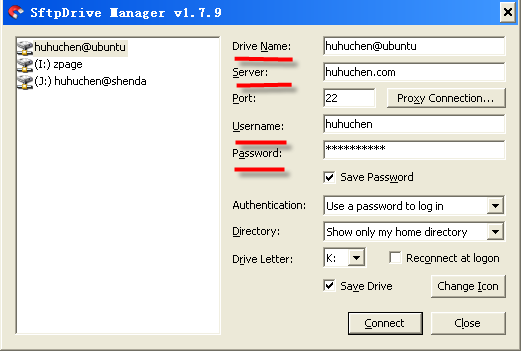 SftpDrive Manager v1.7.9
huhuchen@ubuntu
(I:) zpage
(J:) huhuchen@shenda
Drive Name: huhuchen@ubuntu
Server: huhuchen.com
Port: 22 Proxy Connection...
Username: huhuchen
Password: **********
Save Password
Authentication: Use a password to log in
Directory: Show only my home directory
Drive Letter: K: Reconnect at logon
Save Drive Change Icon
Connect Close